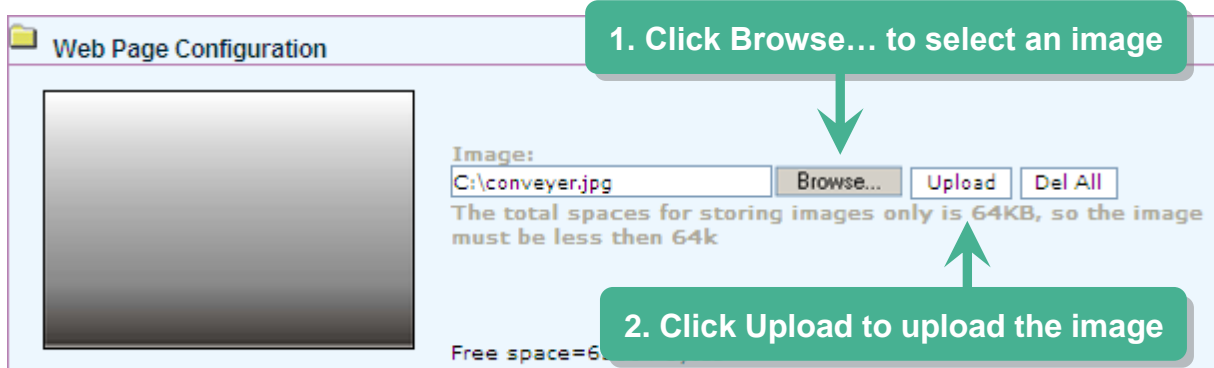 1. Click Browse… to select an image
Web Page Configuration
Image:
C:\conveyer.jpg Browse... Upload Del All
The total spaces for storing images only is 64KB, so the image
must be less then 64k
2. Click Upload to upload the image
Free space=6